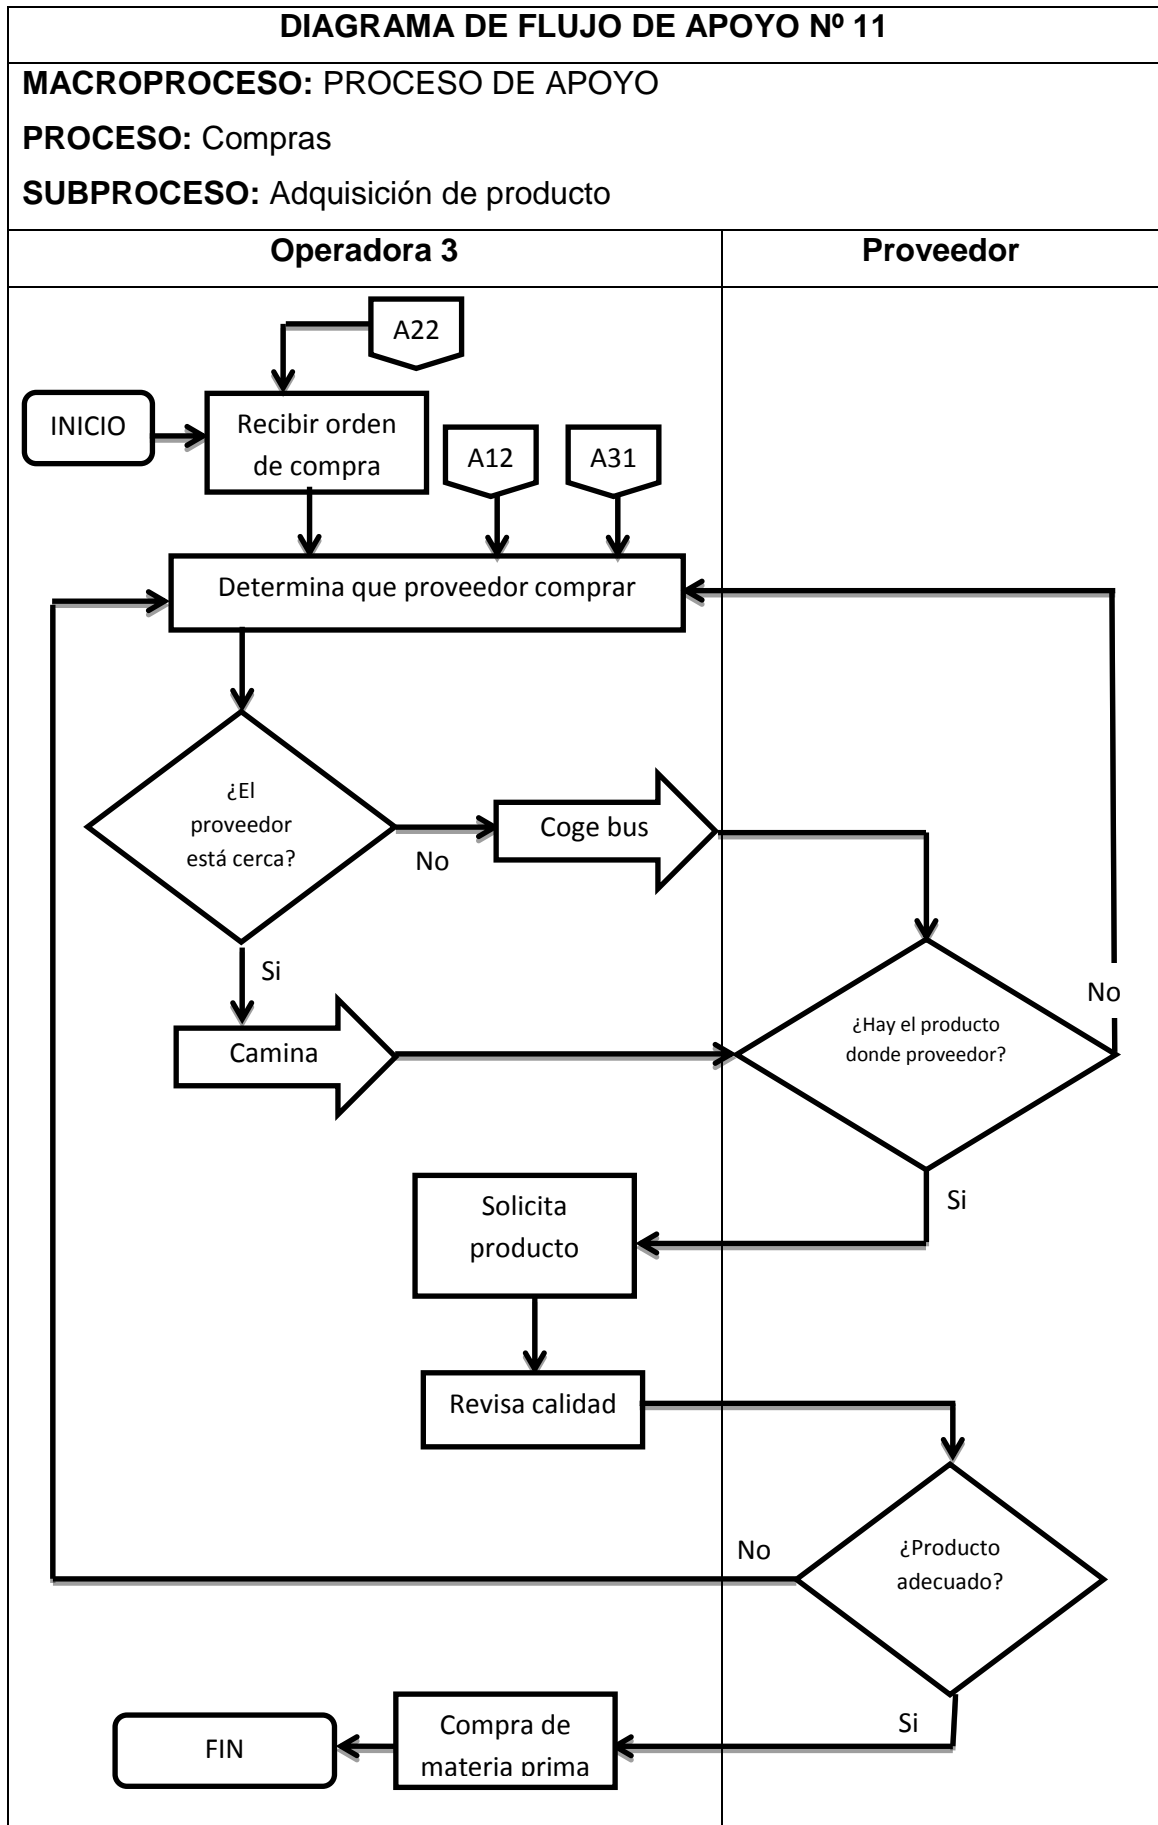 DIAGRAMA DE FLUJO DE APOYO Nº 11
MACROPROCESO: PROCESO DE APOYO
PROCESO: Compras
SUBPROCESO: Adquisición de producto
Operadora 3
Proveedor
A22
INICIO
Recibir orden
de compra
A12
A31
Determina que proveedor comprar
¿El
proveedor
está cerca?
No
Coge bus
Si
Camina
¿Hay el producto
donde proveedor?
No
Si
Solicita
producto
Revisa calidad
¿Producto
adecuado?
No
Si
Compra de
materia prima
FIN